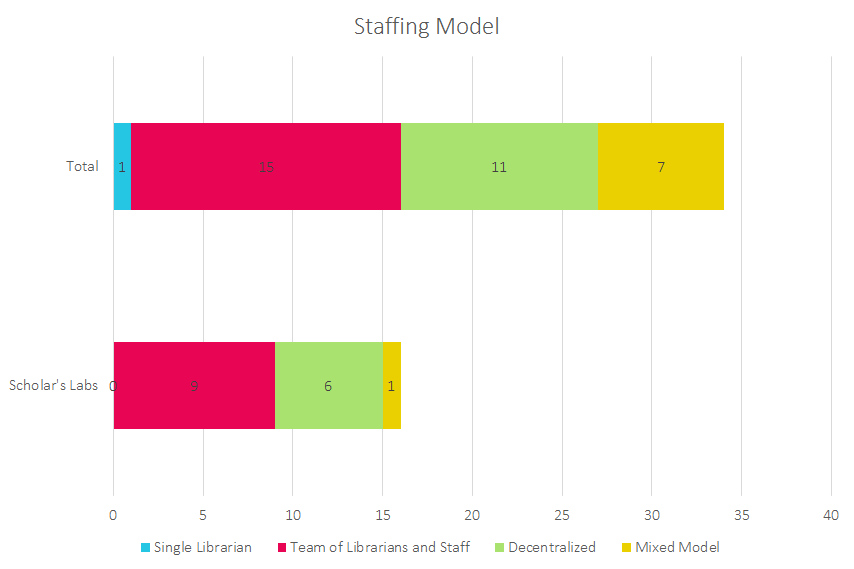 Staffing Model
Total
1 15 11 7
Scholar's Labs
0 9 6 1
0 5 10 15 20 25 30 35 40
Single Librarian Team of Librarians and Staff Decentralized Mixed Model